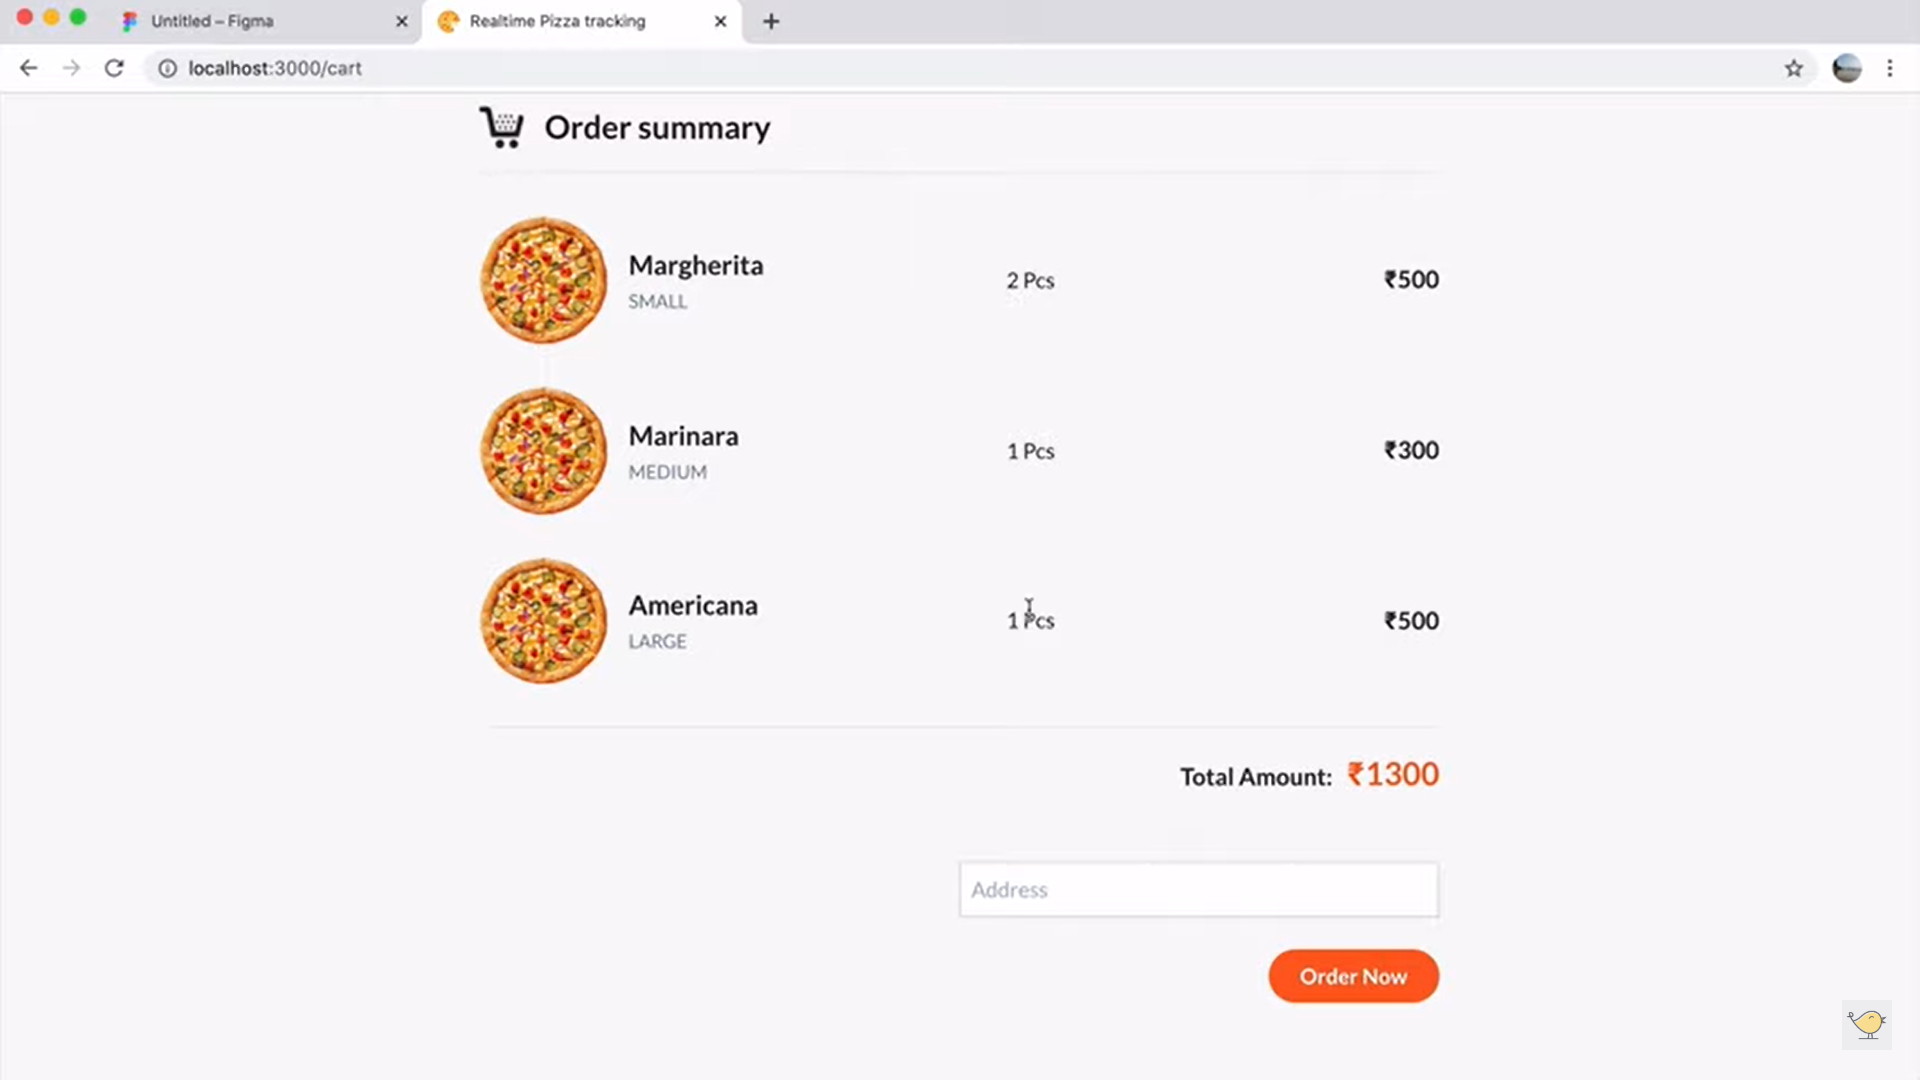 Untitled – Figma
Realtime Pizza tracking
localhost:3000/cart
Order summary
Margherita
SMALL
2 Pcs
₹500
Marinara
MEDIUM
1 Pcs
₹300
Americana
LARGE
1 Pcs
₹500
Total Amount: ₹1300
Address
Order Now